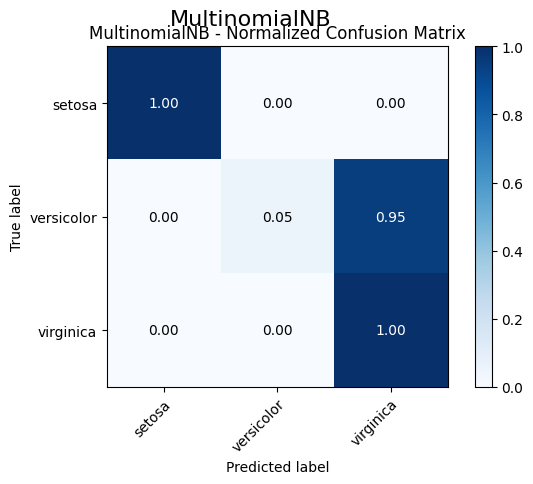 MultinomialNB
MultinomialNB - Normalized Confusion Matrix
1.0
setosa 1.00 0.00 0.00
0.8
0.6
True label
versicolor 0.00 0.05 0.95
0.4
0.2
virginica 0.00 0.00 1.00
0.0
setosa
versicolor
virginica
Predicted label